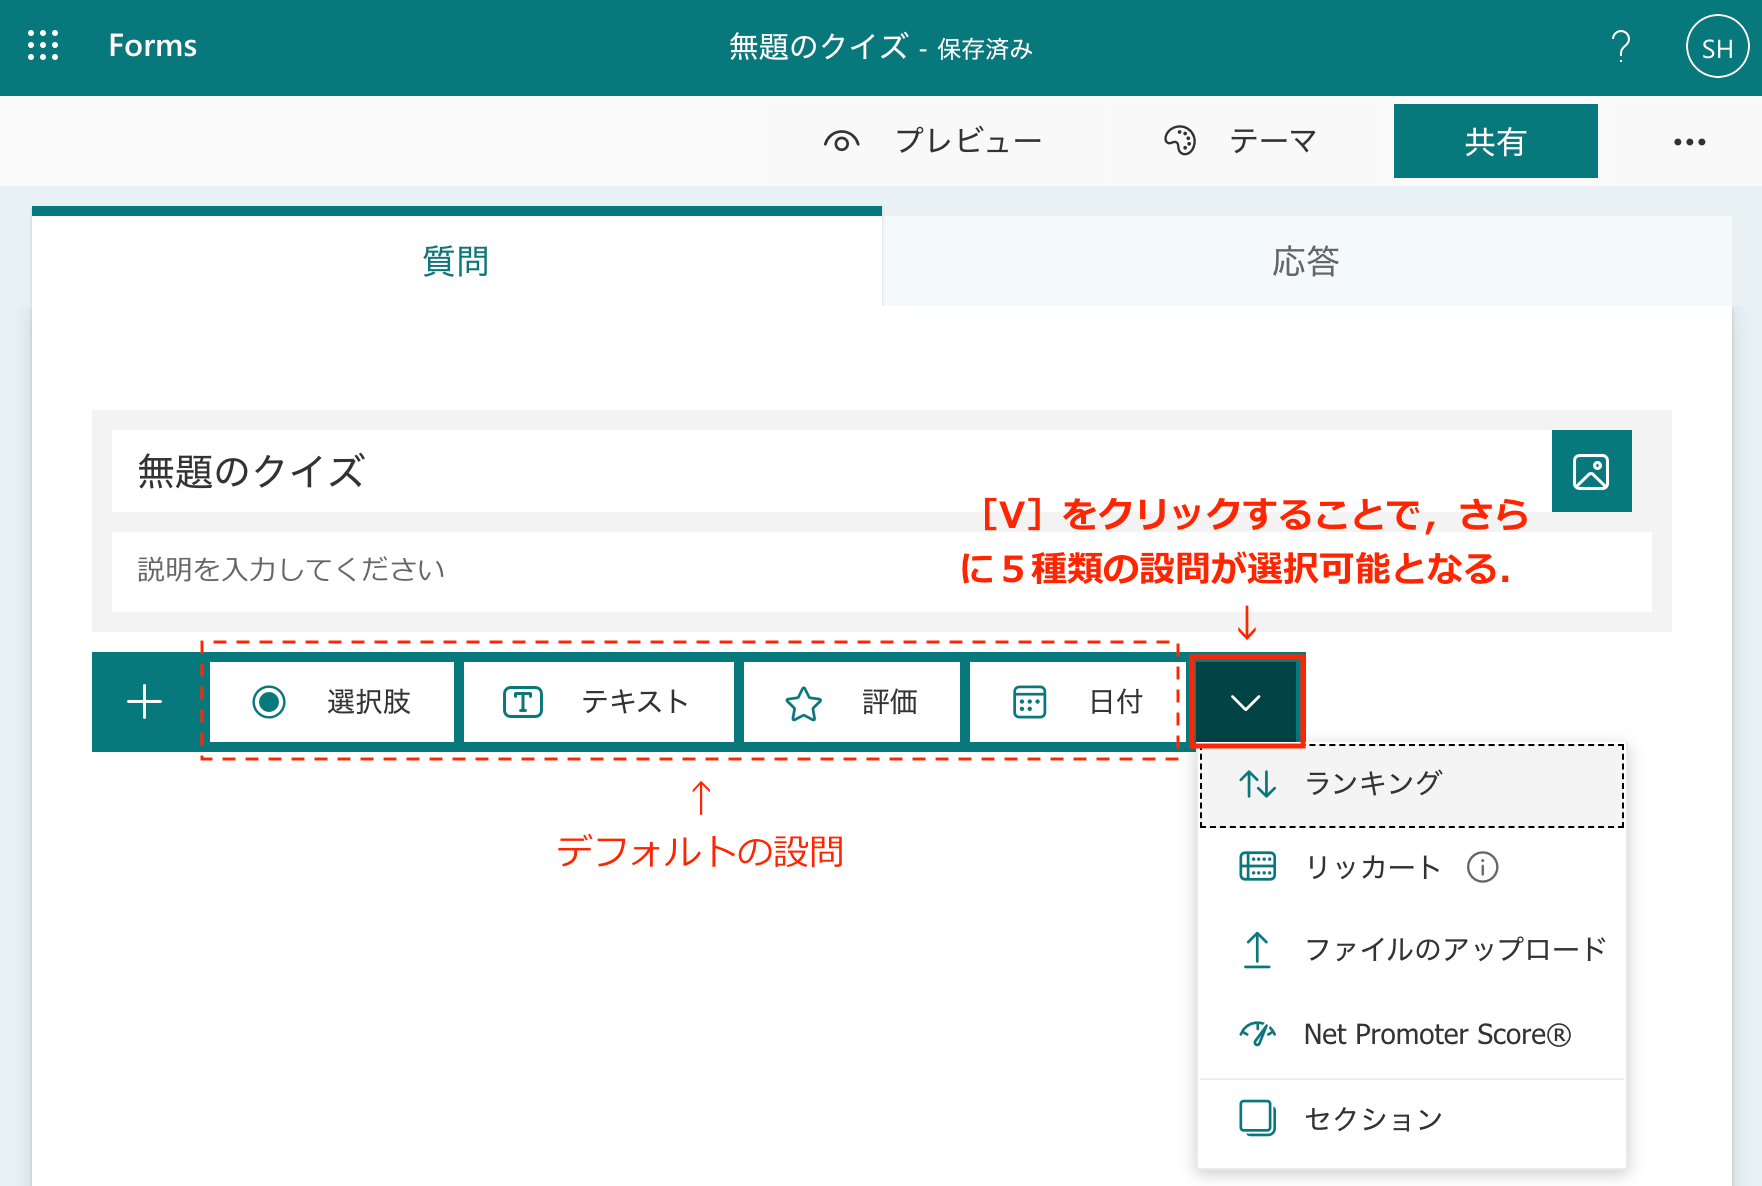 Forms
無題のクイズ - 保存済み
?
SH
プレビュー
テーマ
共有
質問
応答
無題のクイズ
［V］をクリックすることで，さら
に５種類の設問が選択可能となる．
説明を入力してください
↓
選択肢
テキスト
評価
日付
↑
デフォルトの設問
ランキング
リッカート
ファイルのアップロード
Net Promoter Score®
セクション